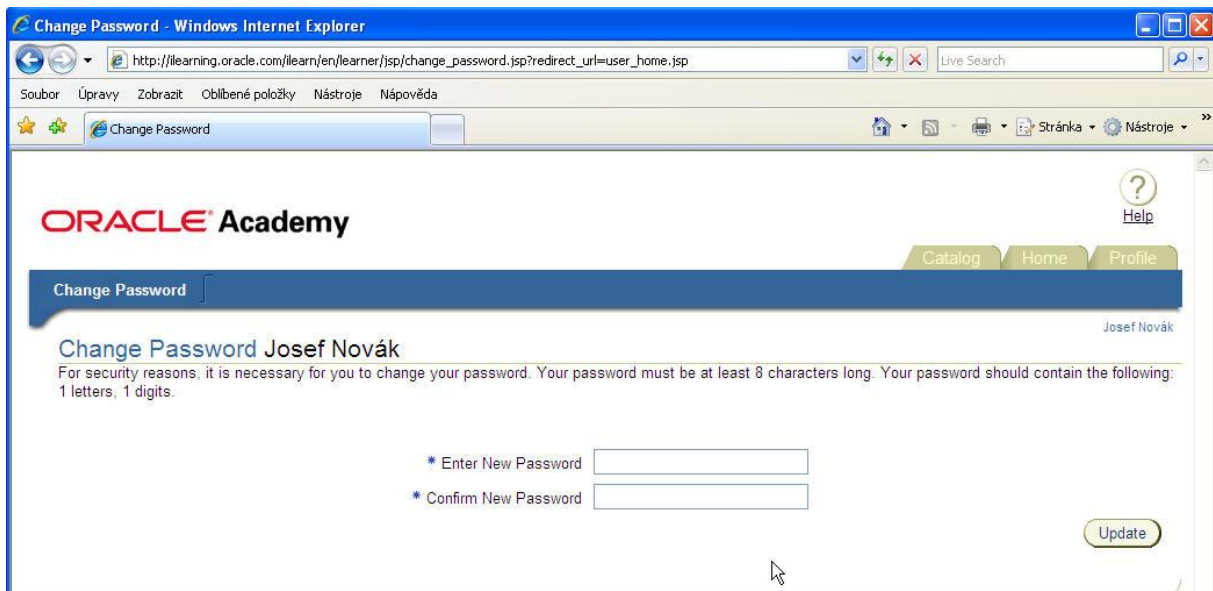 Change Password - Windows Internet Explorer
http://ilearning.oracle.com/ilearn/en/learner/jsp/change_password.jsp?redirect_url=user_home.jsp
Live Search
Soubor Úpravy Zobrazit Oblíbené položky Nástroje Nápověda
Change Password
Stránka Nástroje »
ORACLE Academy
Help
Catalog Home Profile
Change Password
Josef Novák
Change Password Josef Novák
For security reasons, it is necessary for you to change your password. Your password must be at least 8 characters long. Your password should contain the following:
1 letters, 1 digits.
* Enter New Password
* Confirm New Password
Update